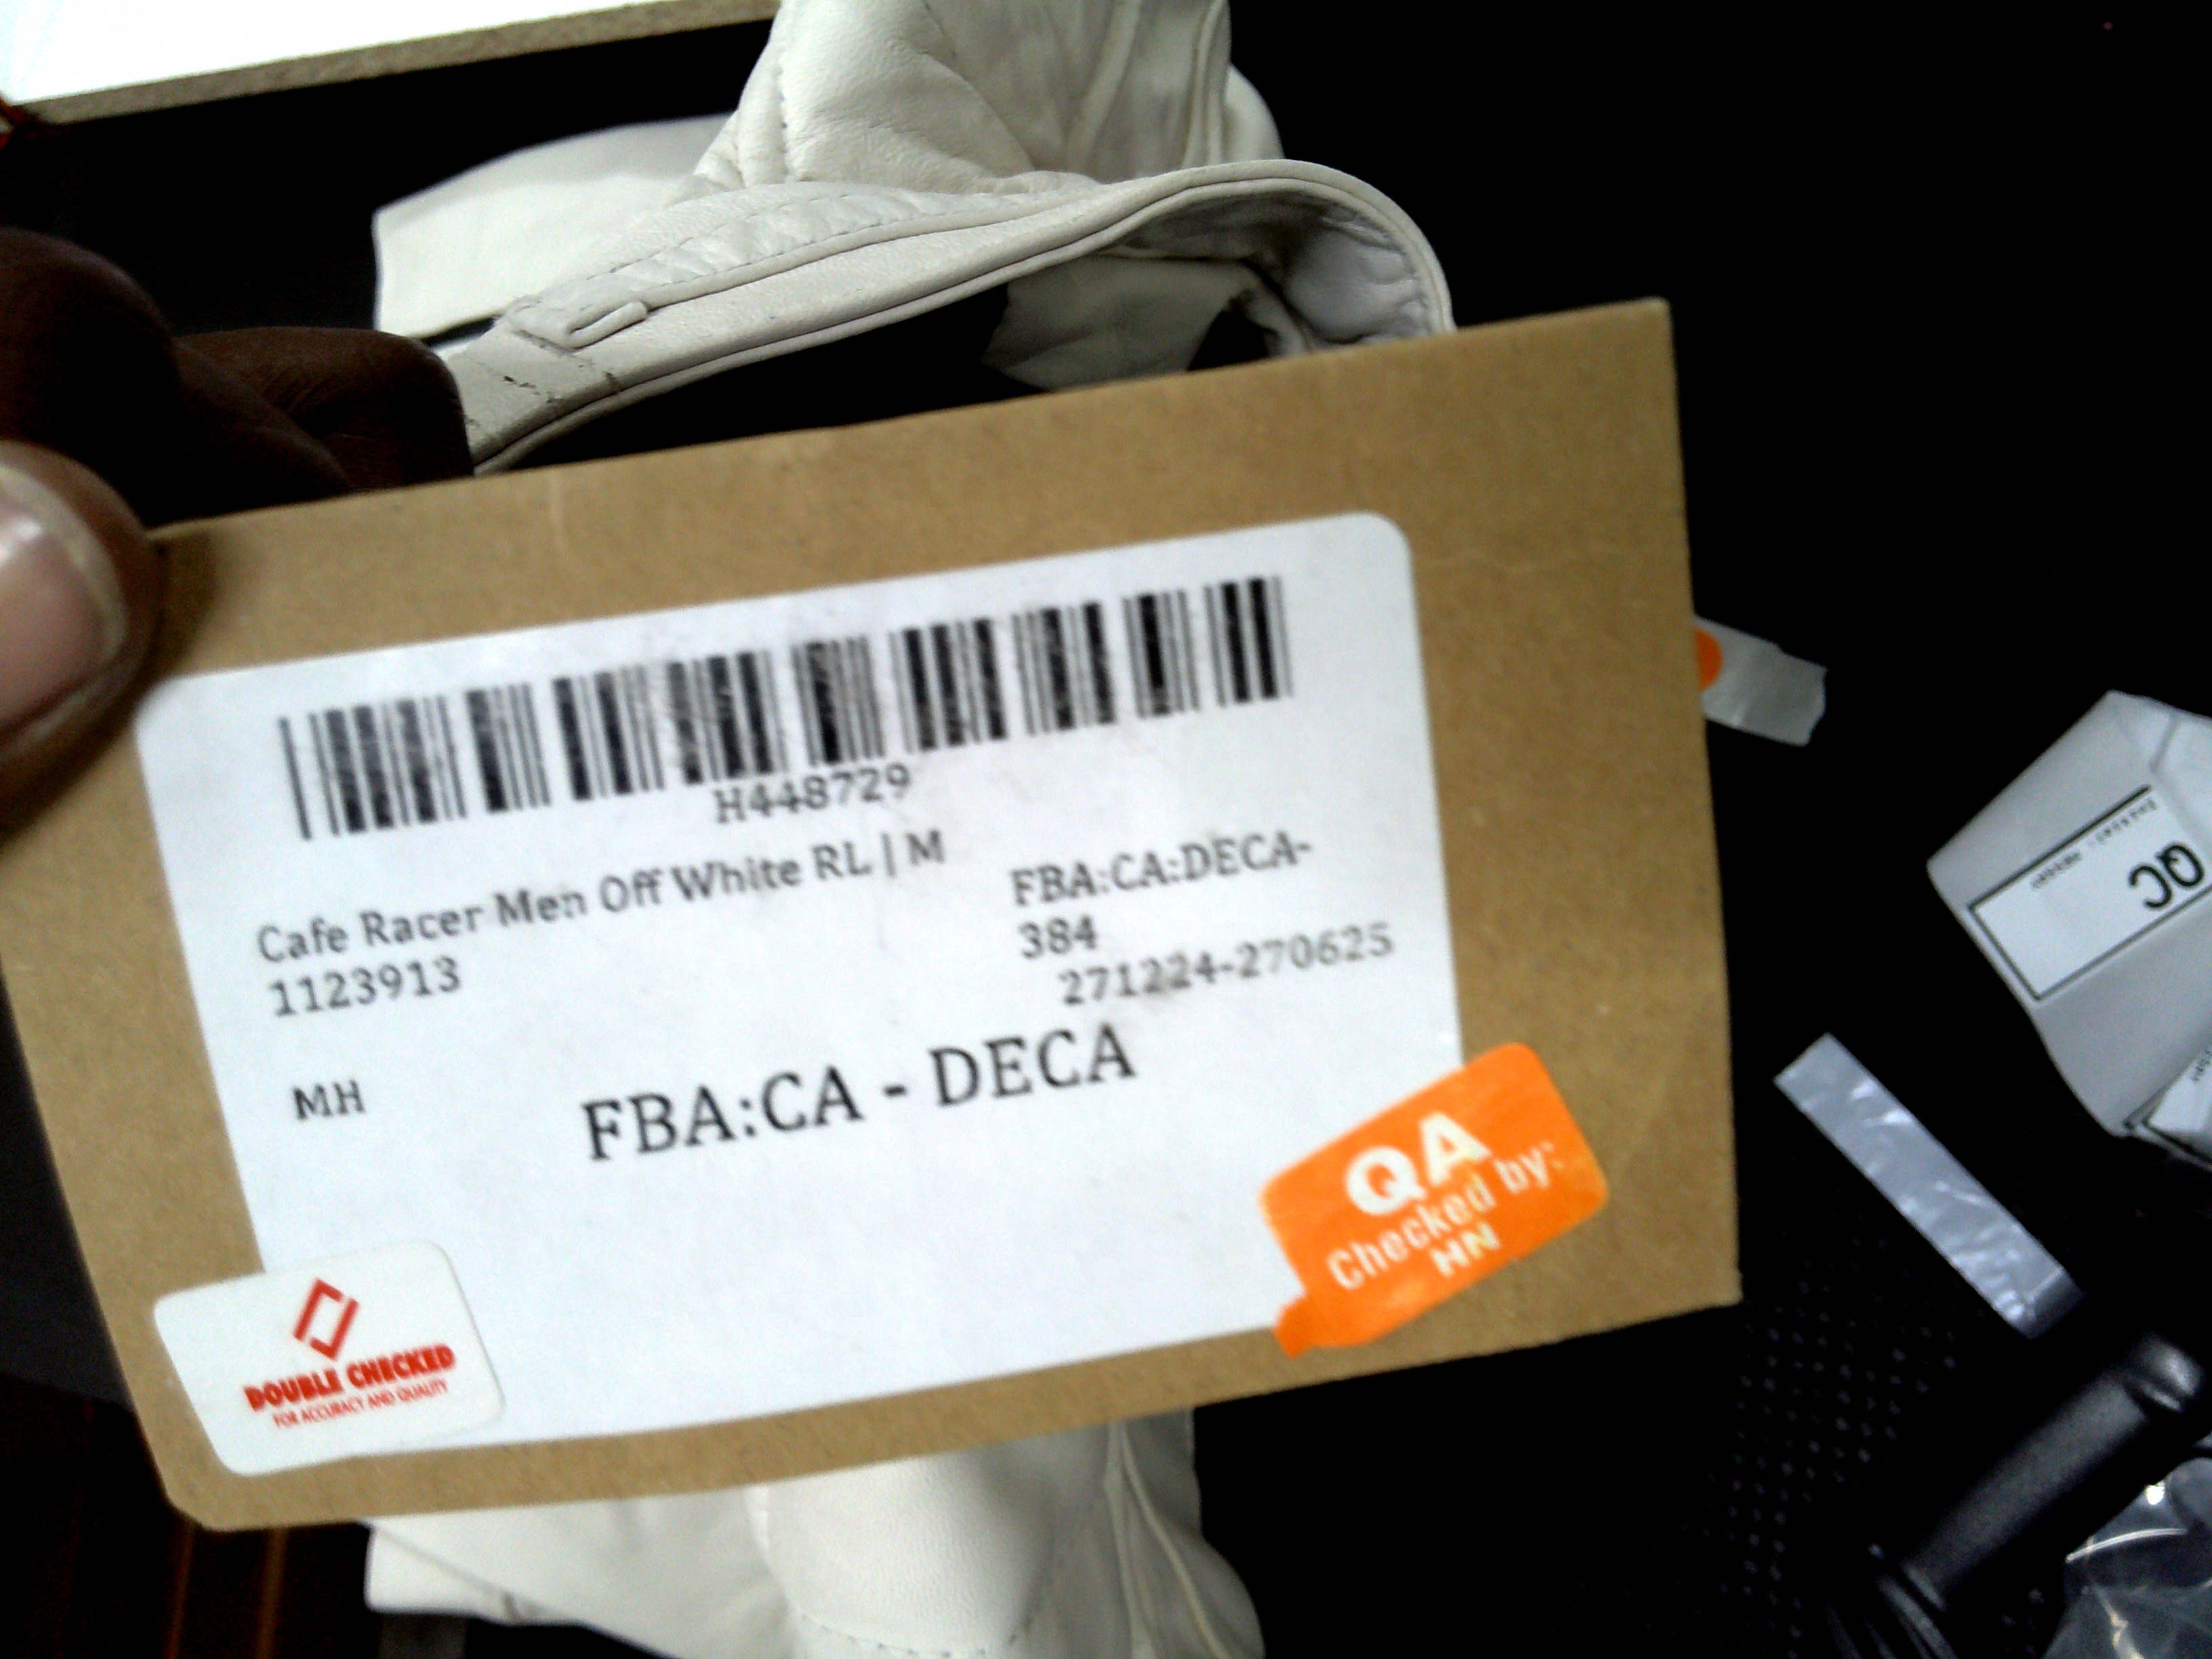 H448729
Cafe Racer Men Off White RL | M
1123913
FBA:CA:DECA-
384
271224-270625
MH
FBA:CA - DECA
QA
Checked by:
HN
DOUBLE CHECKED
FOR ACCURACY AND QUALITY
QC